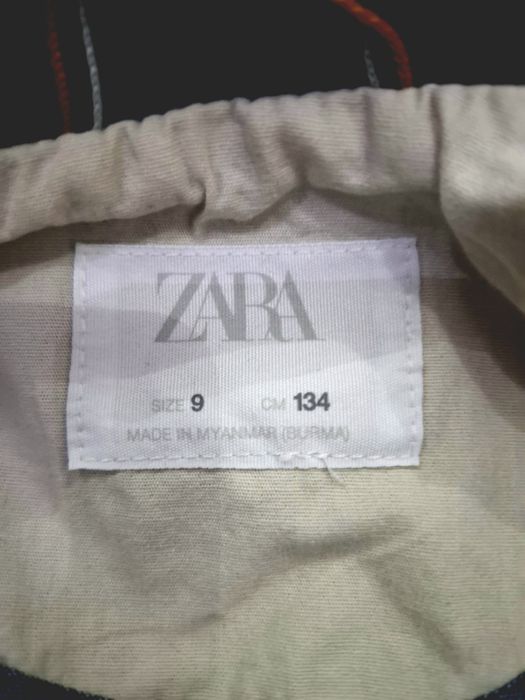 ZARA
SIZE 9 CM 134
MADE IN MYANMAR (BURMA)